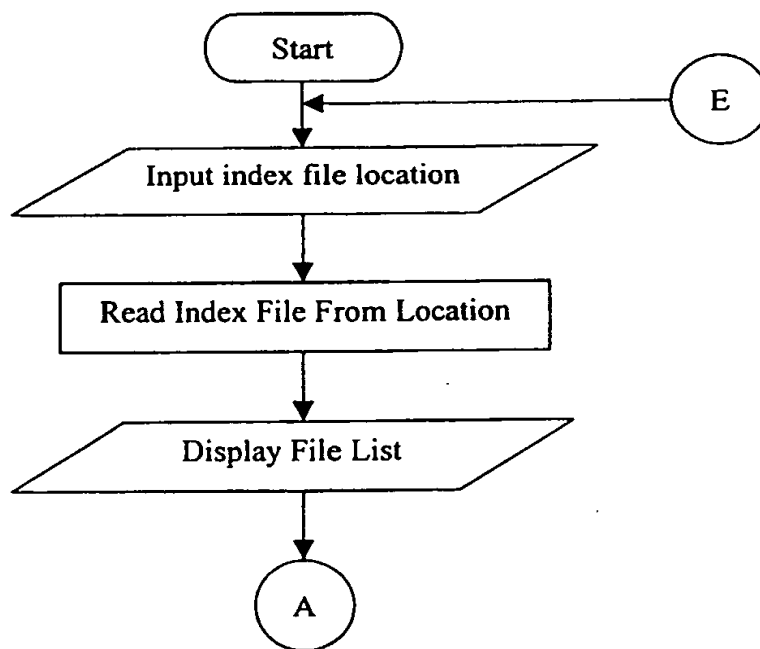 Start
E
Input index file location
Read Index File From Location
Display File List
A